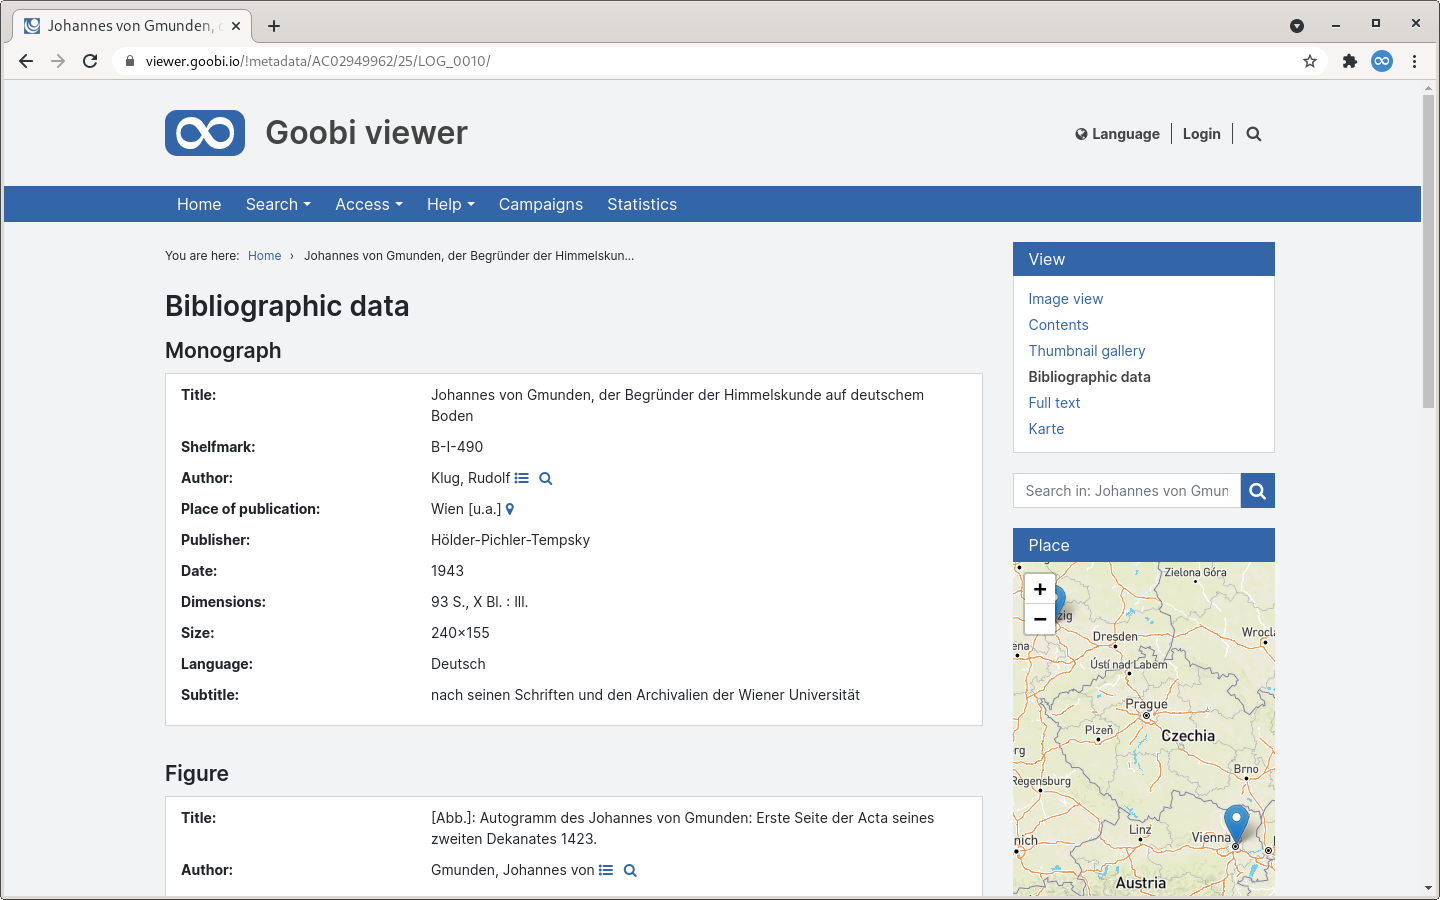 Johannes von Gmunden,
viewer.goobi.io/!metadata/AC02949962/25/LOG_0010/
Goobi viewer
Language
Login
Home
Search
Access
Help
Campaigns
Statistics
You are here: Home › Johannes von Gmunden, der Begründer der Himmelskun...
Bibliographic data
Monograph
Title: Johannes von Gmunden, der Begründer der Himmelskunde auf deutschem
Boden
Shelfmark: B-I-490
Author: Klug, Rudolf
Place of publication: Wien [u.a.]
Publisher: Hölder-Pichler-Tempsky
Date: 1943
Dimensions: 93 S., X Bl. : Ill.
Size: 240x155
Language: Deutsch
Subtitle: nach seinen Schriften und den Archivalien der Wiener Universität
Figure
Title: [Abb.]: Autogramm des Johannes von Gmunden: Erste Seite der Acta seines
zweiten Dekanates 1423.
Author: Gmunden, Johannes von
View
Image view
Contents
Thumbnail gallery
Bibliographic data
Full text
Karte
Search in: Johannes von Gmun
Place
+
−
Zielona Góra
zig
Dresden
Wrocla
ena
Ústí nad Labem
Prague
Plzeň
Czechia
erg
Brno
Regensburg
Linz
Vienna
nich
Austria